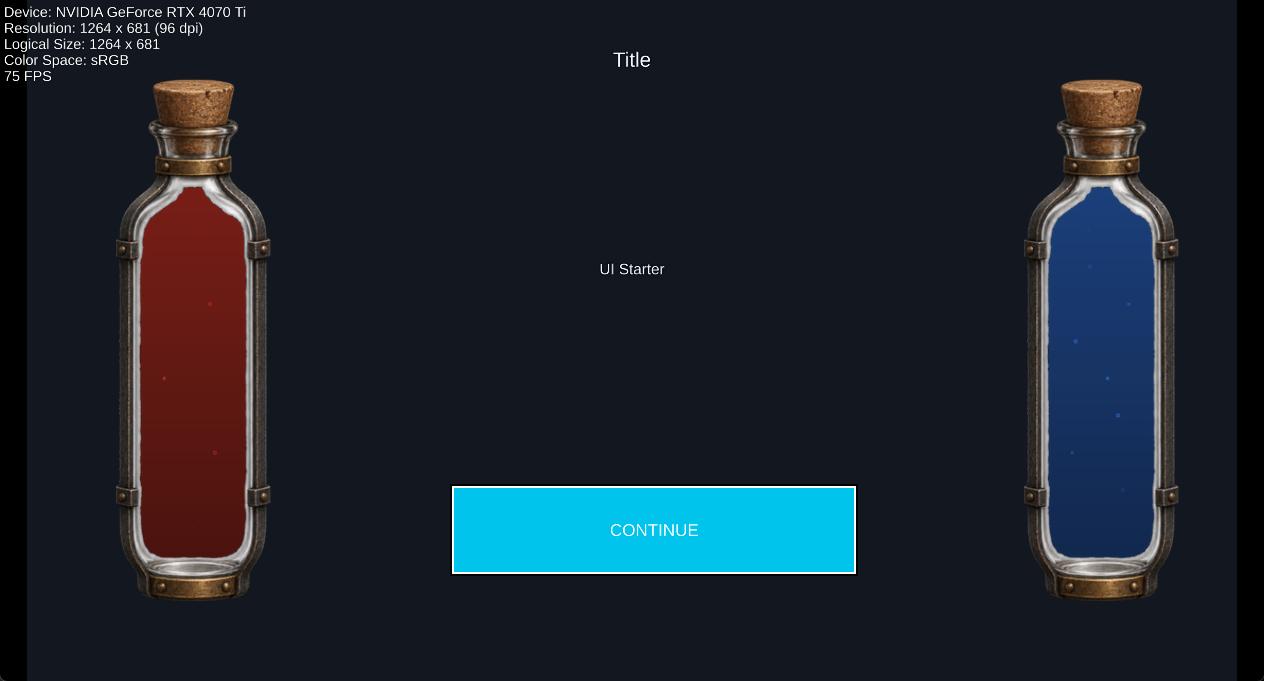 Device: NVIDIA GeForce RTX 4070 Ti
Resolution: 1264 x 681 (96 dpi)
Logical Size: 1264 x 681
Color Space: sRGB
75 FPS
Title
UI Starter
CONTINUE